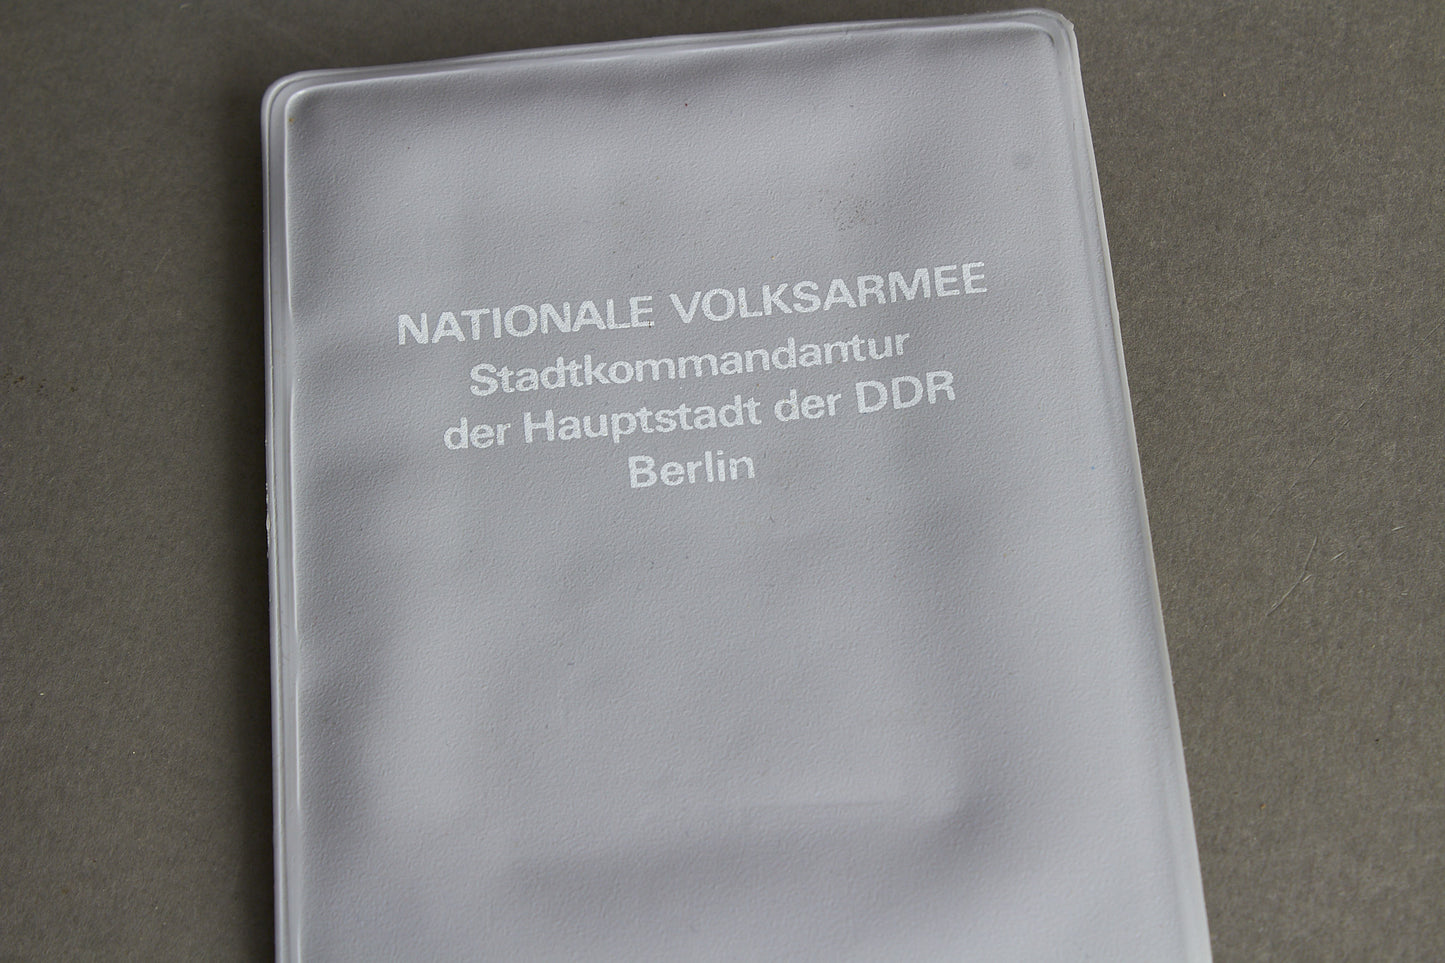 NATIONALE VOLKSARMEE
Stadtkommandantur
der Hauptstadt der DDR
Berlin